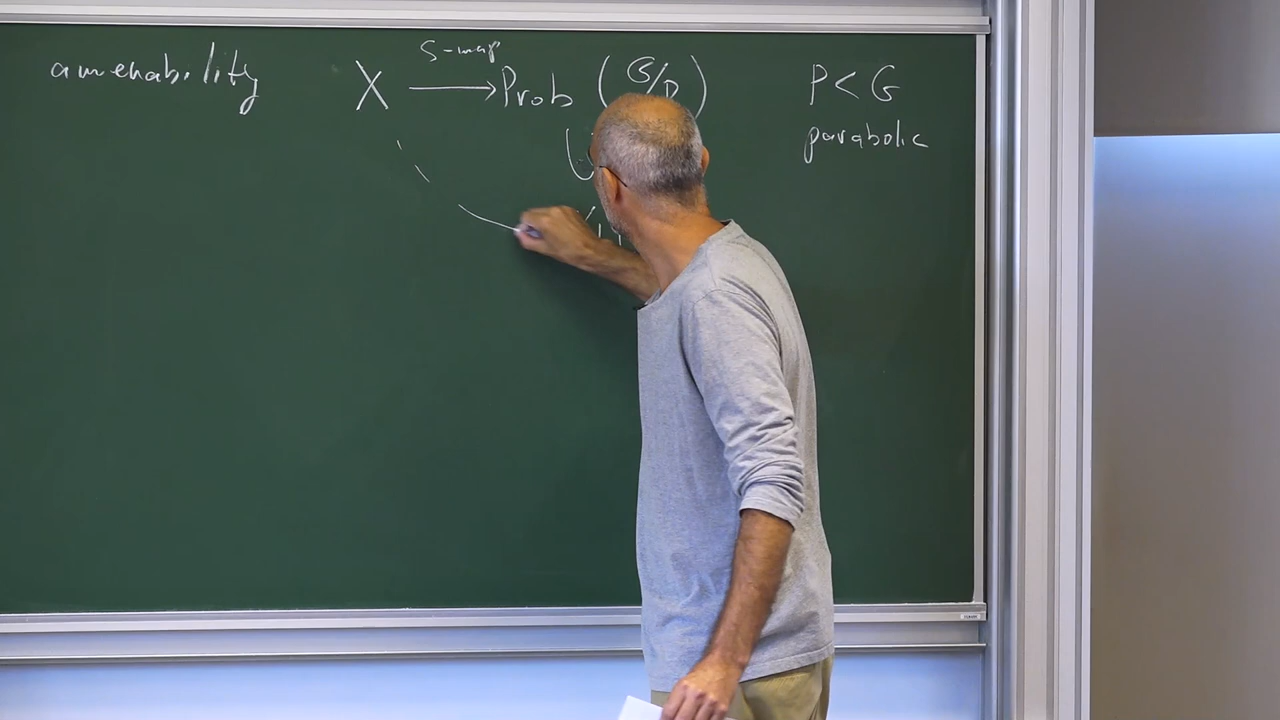 amenability X S-map → Prob (G/P) P < G
parabolic